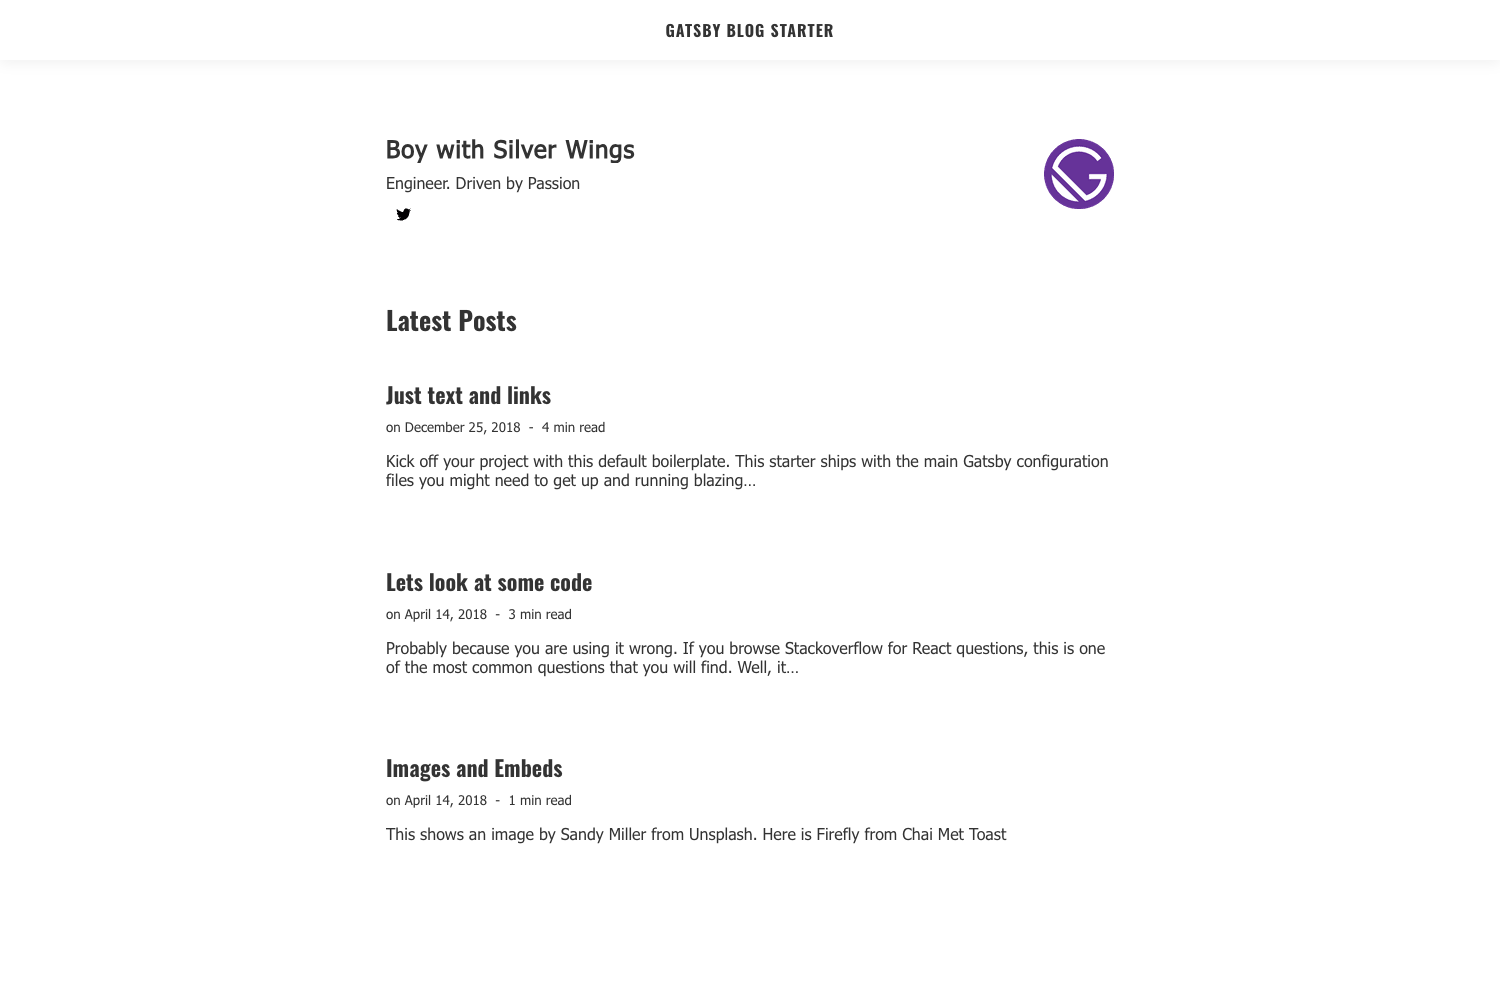 GATSBY BLOG STARTER
Boy with Silver Wings
Engineer. Driven by Passion
Latest Posts
Just text and links
on December 25, 2018 - 4 min read
Kick off your project with this default boilerplate. This starter ships with the main Gatsby configuration
files you might need to get up and running blazing…
Lets look at some code
on April 14, 2018 - 3 min read
Probably because you are using it wrong. If you browse Stackoverflow for React questions, this is one
of the most common questions that you will find. Well, it…
Images and Embeds
on April 14, 2018 - 1 min read
This shows an image by Sandy Miller from Unsplash. Here is Firefly from Chai Met Toast